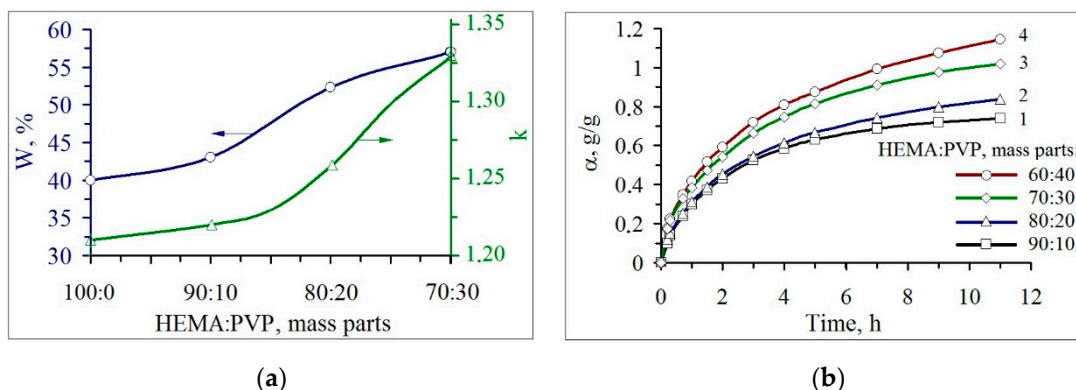 60
55
50
45
40
35
30
W, %
1.35
1.30
1.25
1.20
k
100:0 90:10 80:20 70:30
HEMA:PVP, mass parts
(a)
1.2
1
0.8
0.6
0.4
0.2
0
α, g/g
4
3
2
1
HEMA:PVP, mass parts:
60:40
70:30
80:20
90:10
0 2 4 6 8 10 12
Time, h
(b)